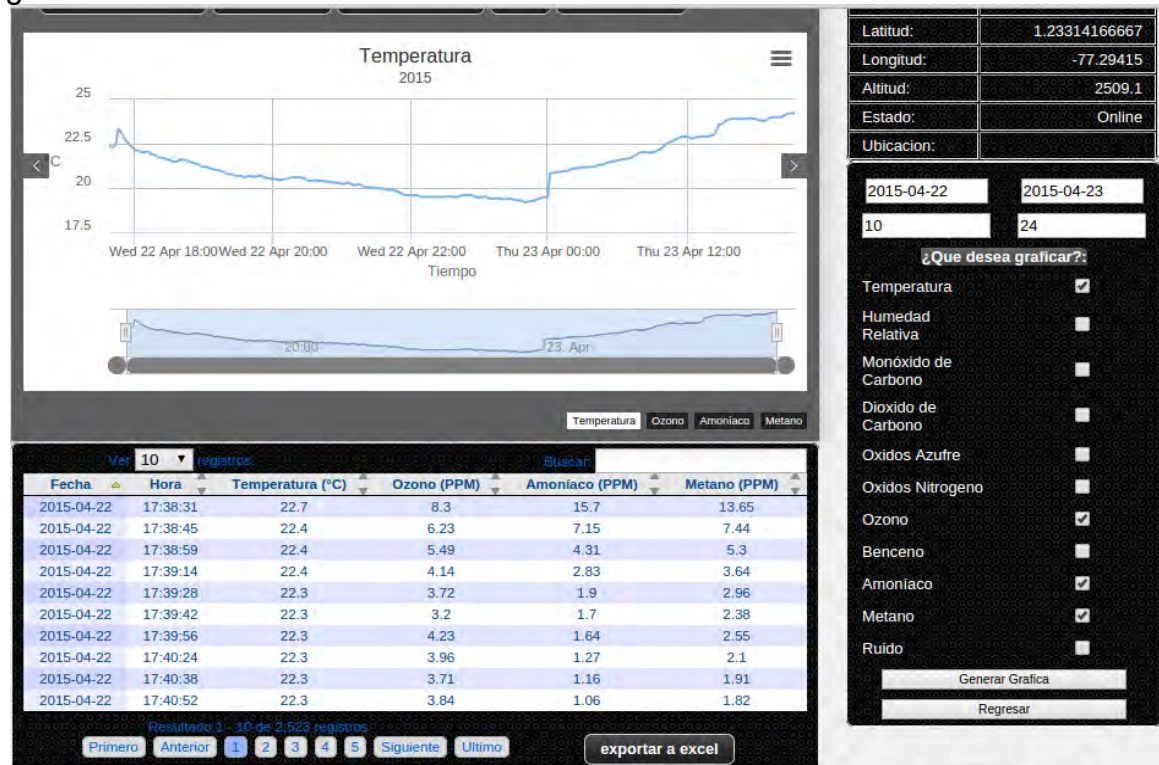 Temperatura
2015
25
22.5
°C
20
17.5
Wed 22 Apr 18:00 Wed 22 Apr 20:00 Wed 22 Apr 22:00 Thu 23 Apr 00:00 Thu 23 Apr 12:00
Tiempo
20:00 23. Apr
Temperatura Ozono Amoníaco Metano
Ver 10 registros Buscar:
Fecha Hora Temperatura (°C) Ozono (PPM) Amoníaco (PPM) Metano (PPM)
2015-04-22 17:38:31 22.7 8.3 15.7 13.65
2015-04-22 17:38:45 22.4 6.23 7.15 7.44
2015-04-22 17:38:59 22.4 5.49 4.31 5.3
2015-04-22 17:39:14 22.4 4.14 2.83 3.64
2015-04-22 17:39:28 22.3 3.72 1.9 2.96
2015-04-22 17:39:42 22.3 3.2 1.7 2.38
2015-04-22 17:39:56 22.3 4.23 1.64 2.55
2015-04-22 17:40:24 22.3 3.96 1.27 2.1
2015-04-22 17:40:38 22.3 3.71 1.16 1.91
2015-04-22 17:40:52 22.3 3.84 1.06 1.82
Resultado 1 - 10 de 2,523 registros
Primero Anterior 1 2 3 4 5 Siguiente Ultimo
exportar a excel
Latitud: 1.23314166667
Longitud: -77.29415
Altitud: 2509.1
Estado: Online
Ubicacion:
2015-04-22 2015-04-23
10 24
¿Que desea graficar?:
Temperatura
Humedad
Relativa
Monóxido de
Carbono
Dioxido de
Carbono
Oxidos Azufre
Oxidos Nitrogeno
Ozono
Benceno
Amoníaco
Metano
Ruido
Generar Grafica
Regresar